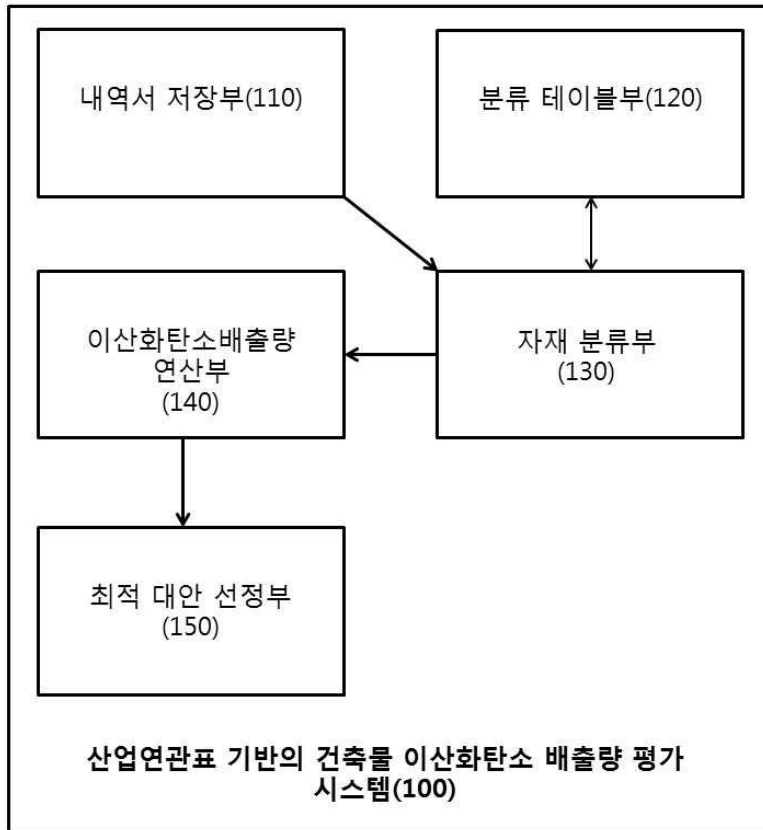 내역서 저장부(110)
분류 테이블부(120)
이산화탄소배출량
연산부
(140)
자재 분류부
(130)
최적 대안 선정부
(150)
산업연관표 기반의 건축물 이산화탄소 배출량 평가
시스템(100)